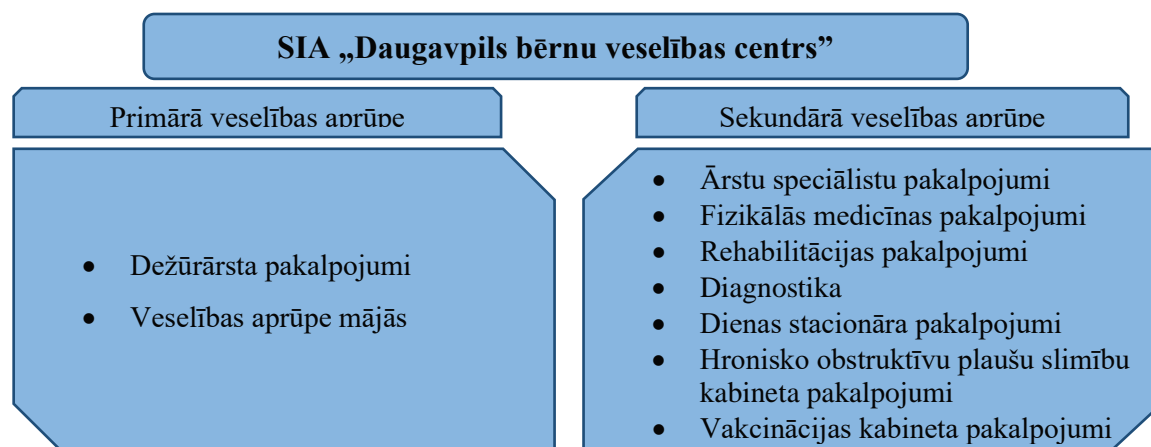 SIA „Daugavpils bērnu veselības centrs”
Primārā veselības aprūpe
• Dežūrārsta pakalpojumi
• Veselības aprūpe mājās
Sekundārā veselības aprūpe
• Ārstu speciālistu pakalpojumi
• Fizikālās medicīnas pakalpojumi
• Rehabilitācijas pakalpojumi
• Diagnostika
• Dienas stacionāra pakalpojumi
• Hronisko obstruktīvu plaušu slimību
kabineta pakalpojumi
• Vakcinācijas kabineta pakalpojumi